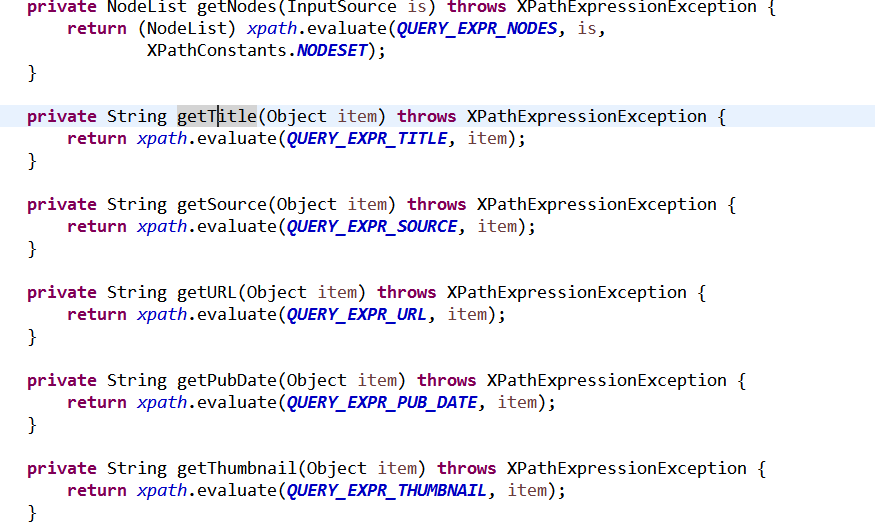 private NodeList getNodes(InputSource is) throws XPathExpressionException {
return (NodeList) xpath.evaluate(QUERY_EXPR_NODES, is,
XPathConstants.NODESET);
}
private String getTitle(Object item) throws XPathExpressionException {
return xpath.evaluate(QUERY_EXPR_TITLE, item);
}
private String getSource(Object item) throws XPathExpressionException {
return xpath.evaluate(QUERY_EXPR_SOURCE, item);
}
private String getURL(Object item) throws XPathExpressionException {
return xpath.evaluate(QUERY_EXPR_URL, item);
}
private String getPubDate(Object item) throws XPathExpressionException {
return xpath.evaluate(QUERY_EXPR_PUB_DATE, item);
}
private String getThumbnail(Object item) throws XPathExpressionException {
return xpath.evaluate(QUERY_EXPR_THUMBNAIL, item);
}